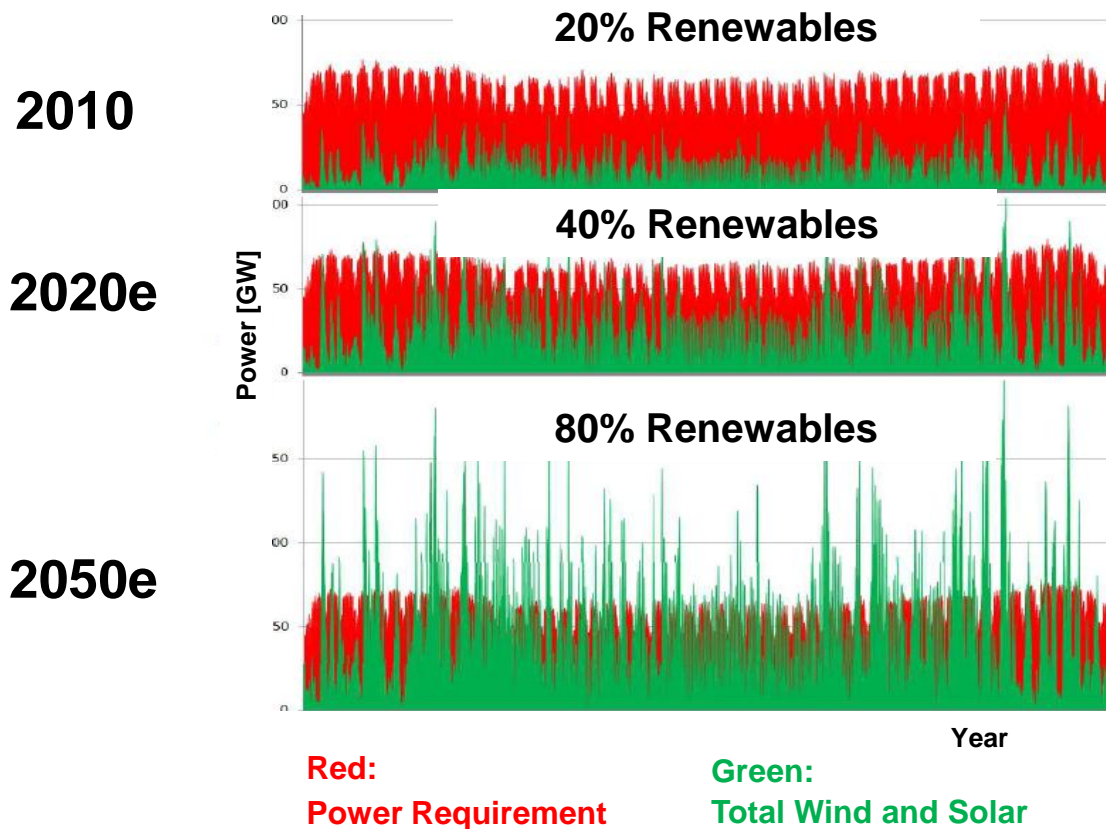 20% Renewables
2010
00
50
0
40% Renewables
2020e
Power [GW]
00
50
0
80% Renewables
2050e
50
00
50
0
Year
Red:
Power Requirement
Green:
Total Wind and Solar